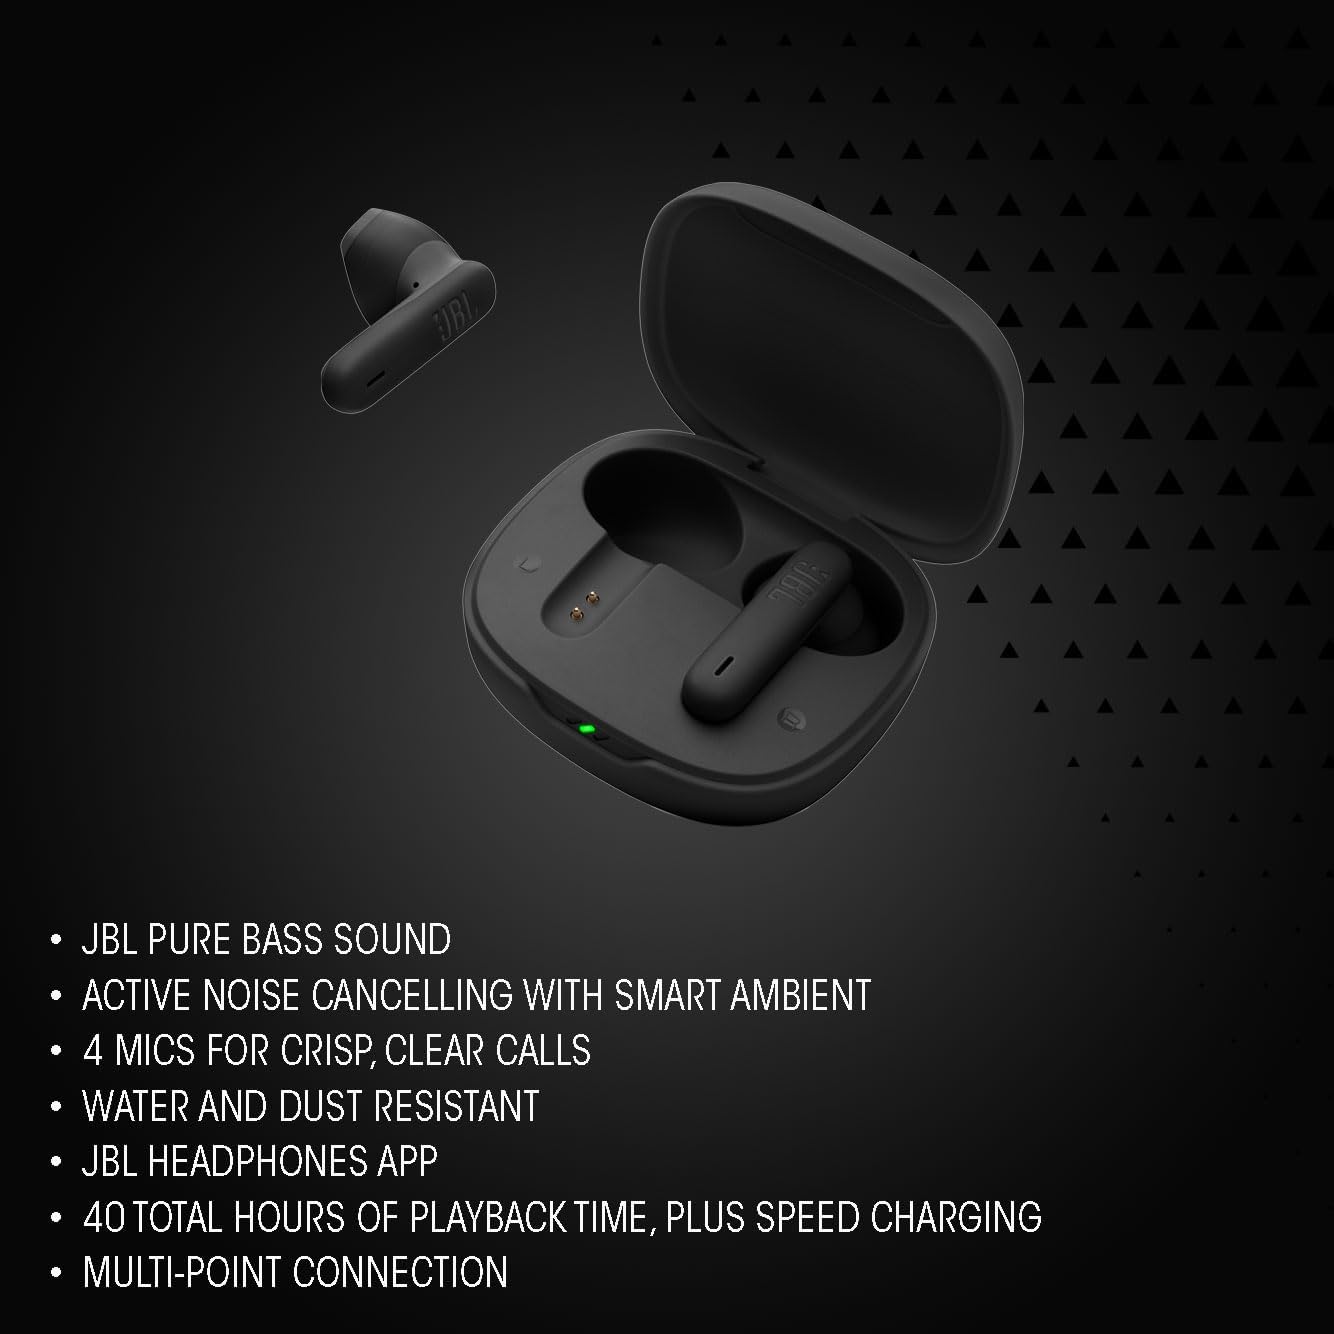 JBL
JBL
L
R
• JBL PURE BASS SOUND
• ACTIVE NOISE CANCELLING WITH SMART AMBIENT
• 4 MICS FOR CRISP, CLEAR CALLS
• WATER AND DUST RESISTANT
• JBL HEADPHONES APP
• 40 TOTAL HOURS OF PLAYBACK TIME, PLUS SPEED CHARGING
• MULTI-POINT CONNECTION